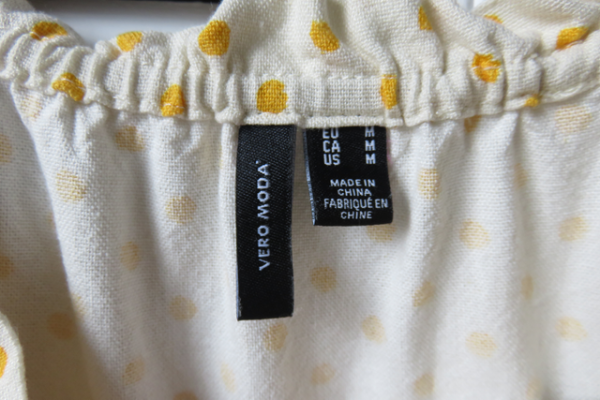 VERO MODA
EU M
CA M
US M
MADE IN
CHINA
FABRIQUÉ EN
CHINE